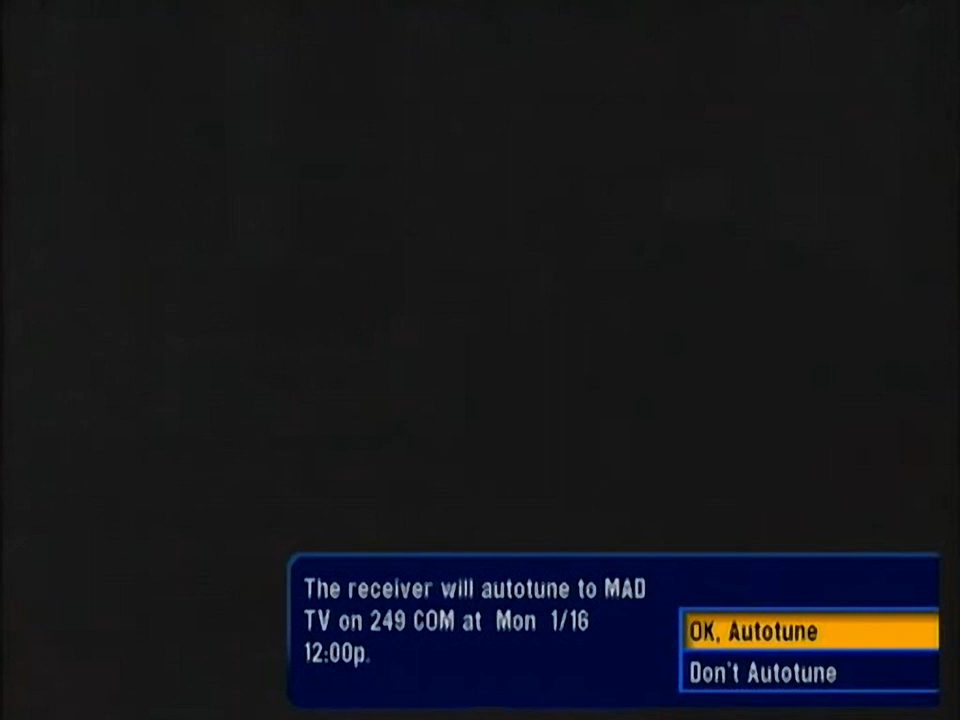 The receiver will autotune to MAD
TV on 249 COM at Mon 1/16
12:00p.
OK, Autotune
Don't Autotune